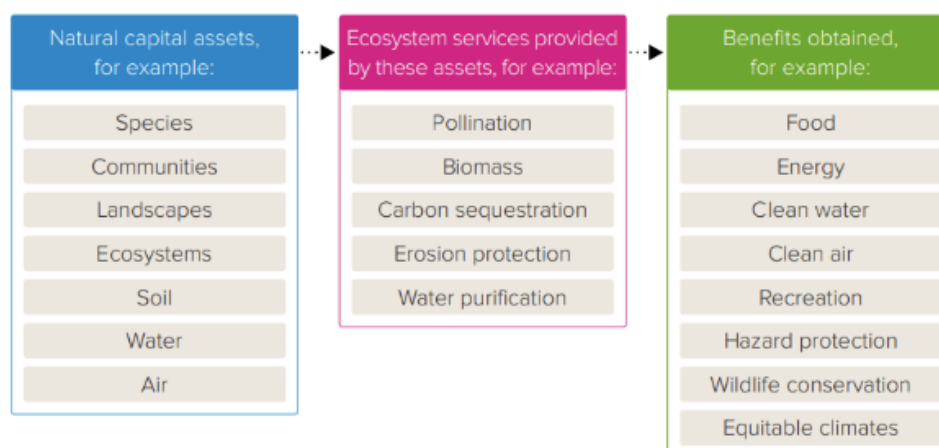 Natural capital assets,
for example:
Species
Communities
Landscapes
Ecosystems
Soil
Water
Air
Ecosystem services provided
by these assets, for example:
Pollination
Biomass
Carbon sequestration
Erosion protection
Water purification
Benefits obtained,
for example:
Food
Energy
Clean water
Clean air
Recreation
Hazard protection
Wildlife conservation
Equitable climates